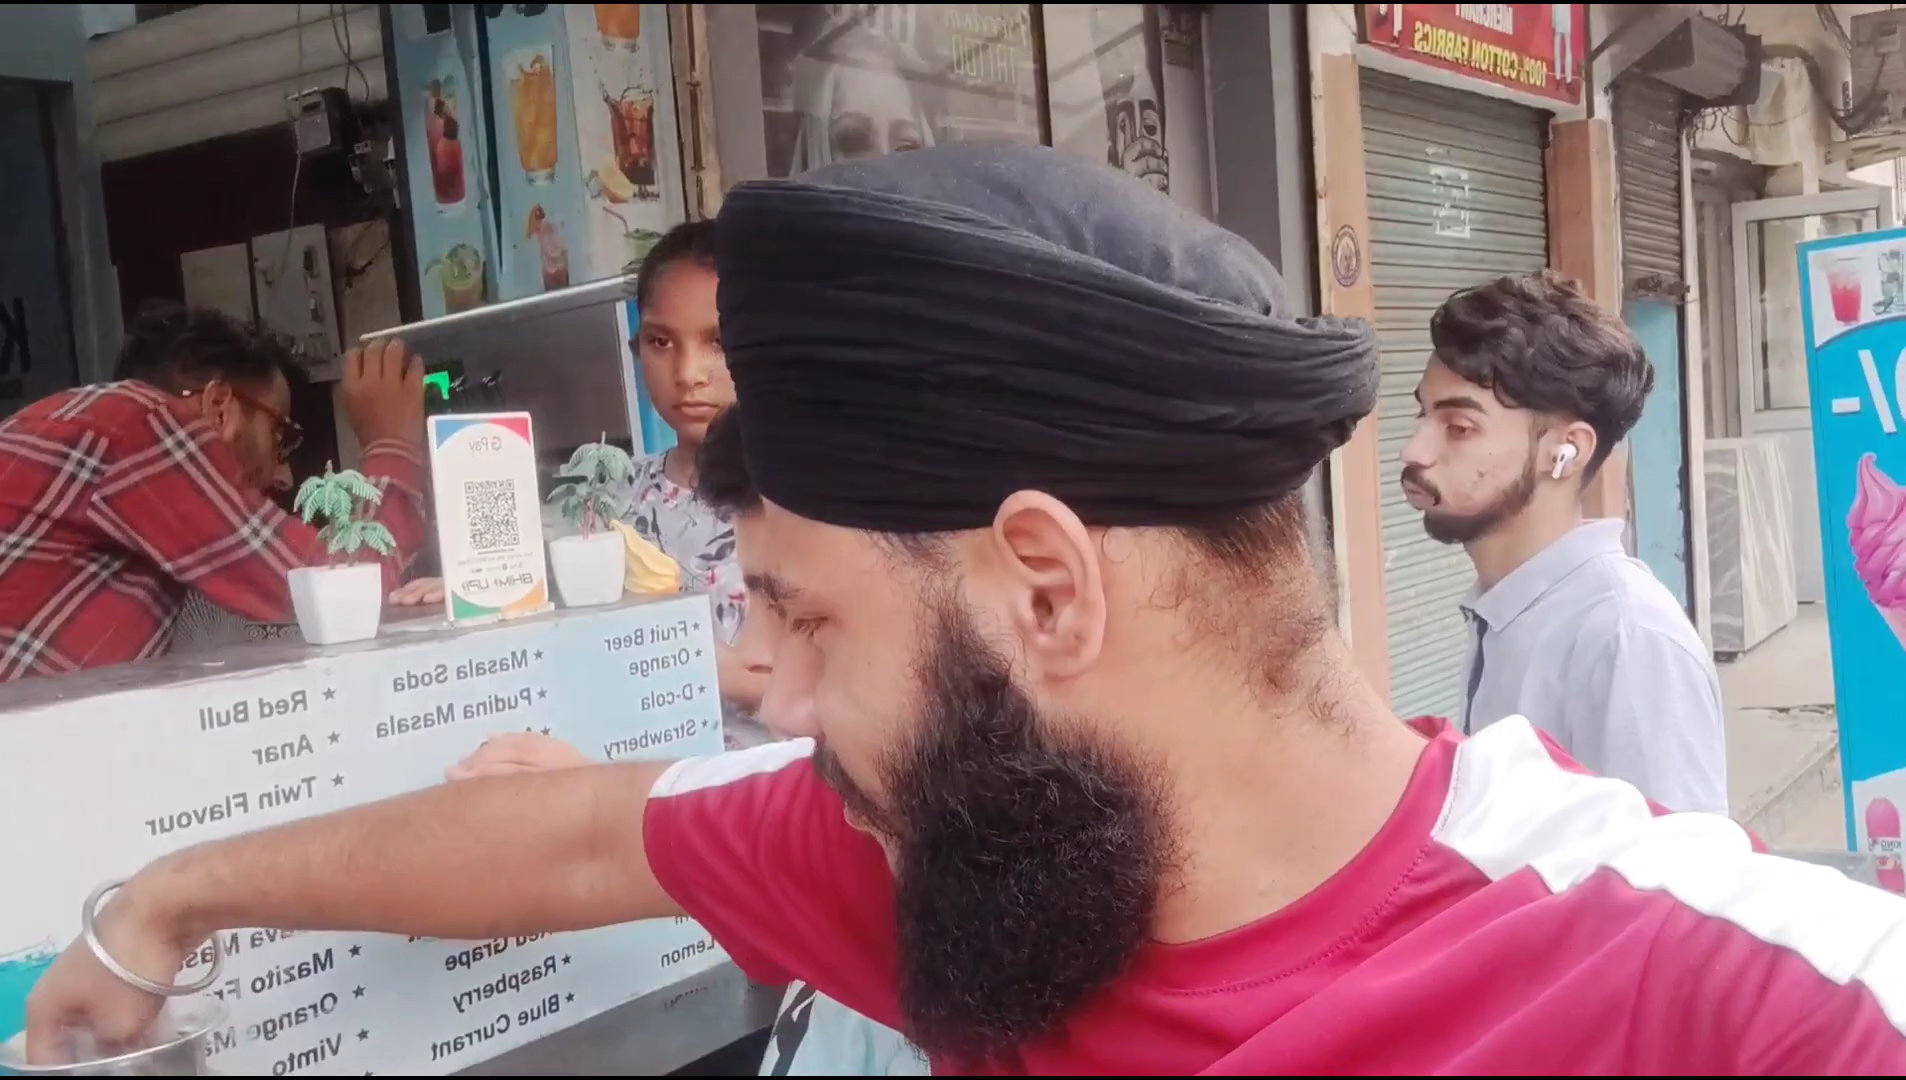 TATTOO
100% COTTON FABRICS
G Pay
BHIM UPI
* Fruit Beer
* Orange
* D-cola
* Strawberry
Lemon
* Masala Soda
* Pudina Masala
Grape
* Raspberry
* Blue Currant
* Red Bull
* Anar
* Twin Flavour
* Mazito
* Orange
* Vimto